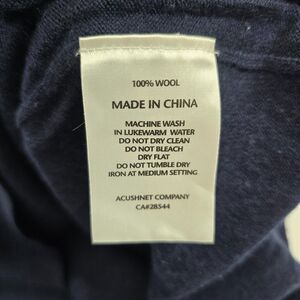 100% WOOL
MADE IN CHINA
MACHINE WASH
IN LUKEWARM WATER
DO NOT DRY CLEAN
DO NOT BLEACH
DRY FLAT
DO NOT TUMBLE DRY
IRON AT MEDIUM SETTING
ACUSHNET COMPANY
CA#28544